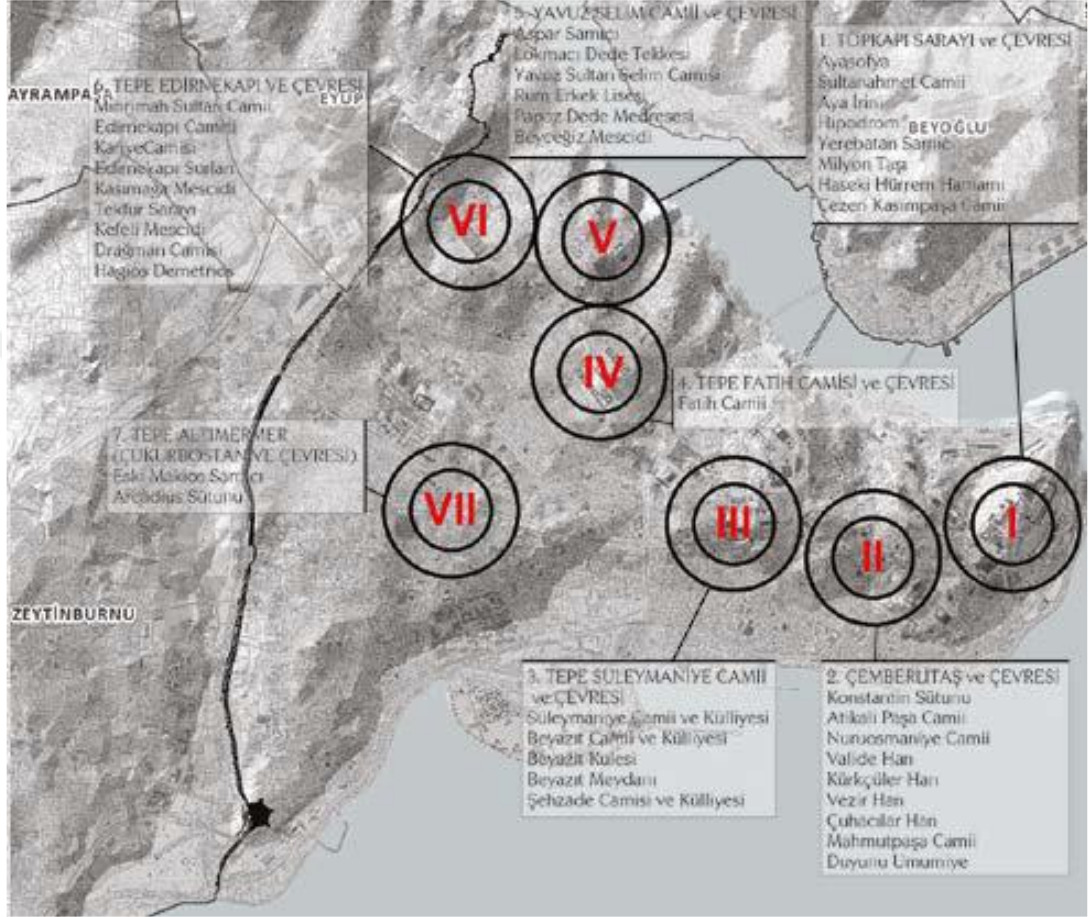 5. YAVUZ SELİM CAMİİ ve ÇEVRESİ
Aspar Sarnıcı
Lokmacı Dede Tekkesi
Yavuz Sultan Selim Camisi
Rum Erkek Lisesi
Papaz Dede Medresesi
Beyceğiz Mescidi
1. TOPKAPI SARAYI ve ÇEVRESİ
Ayasofya
Sultanahmet Camii
Aya İrini
Hipodrom
Yerebatan Sarnıcı
Milyon Taşı
Haseki Hürrem Hamamı
Cezeri Kasımpaşa Camii
BEYOĞLU
6. TEPE EDİRNEKAPI VE ÇEVRESİ
Mihrimah Sultan Camii
Edirnekapı Camisi
KariyeCamisi
Edirnekapı Surları
Kasımağa Mescidi
Tekfur Sarayı
Kefeli Mescidi
Drağman Camisi
Hagios Demetrios
AYRAMPA
EYÜP
VI
V
IV
4. TEPE FATİH CAMİSİ ve ÇEVRESİ
Fatih Camii
7. TEPE ALTIMERMER
(ÇUKURBOSTAN VE ÇEVRESİ)
Eski Makios Sarnıcı
Arcadius Sütunu
VII
III
II
I
ZEYTİNBURNU
3. TEPE SÜLEYMANİYE CAMİİ
ve ÇEVRESİ
Süleymaniye Camii ve Külliyesi
Beyazıt Camii ve Külliyesi
Beyazıt Kulesi
Beyazıt Meydanı
Şehzade Camisi ve Külliyesi
2. ÇEMBERLİTAŞ ve ÇEVRESİ
Konstantin Sütunu
Atikali Paşa Camii
Nuruosmaniye Camii
Valide Han
Kürkçüler Han
Vezir Han
Çuhacılar Han
Mahmutpaşa Camii
Duyunu Umumiye